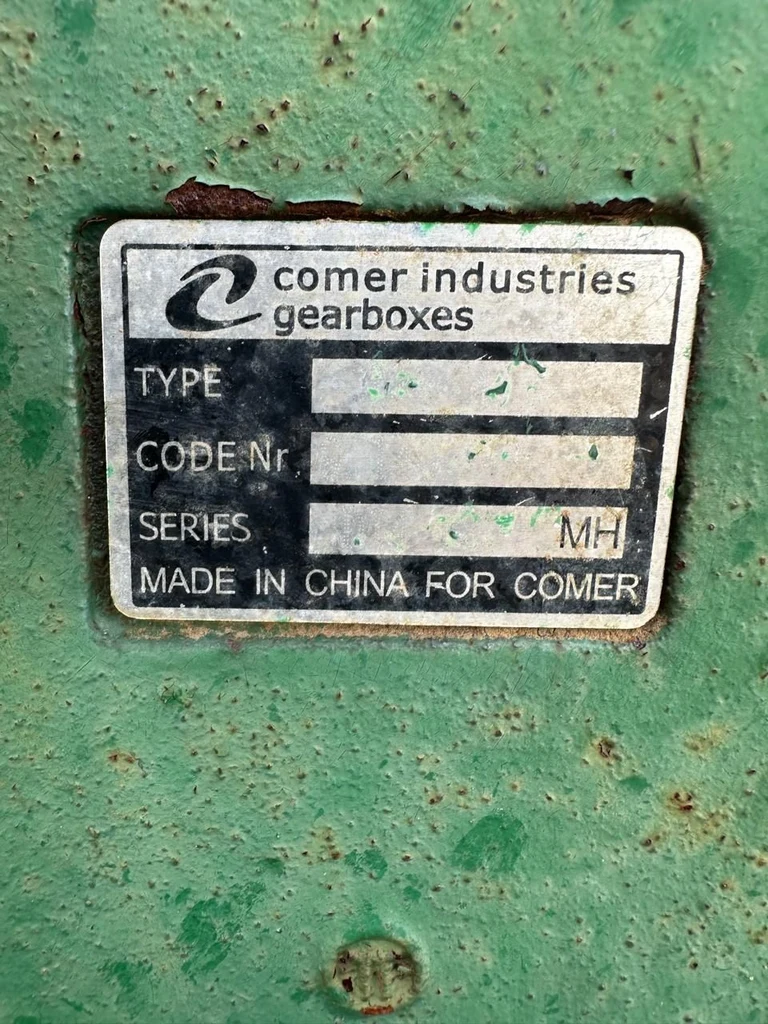 comer industries
gearboxes
TYPE
CODE Nr
SERIES MH
MADE IN CHINA FOR COMER